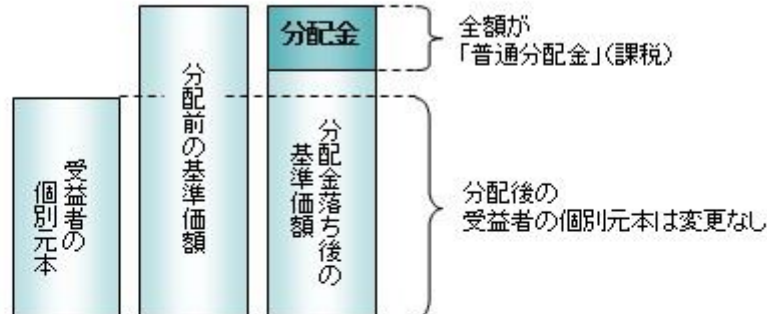 受益者の
個別元本
分配前の基準価額
分配金
分配金落ち後の
基準価額
全額が
「普通分配金」(課税)
分配後の
受益者の個別元本は変更なし